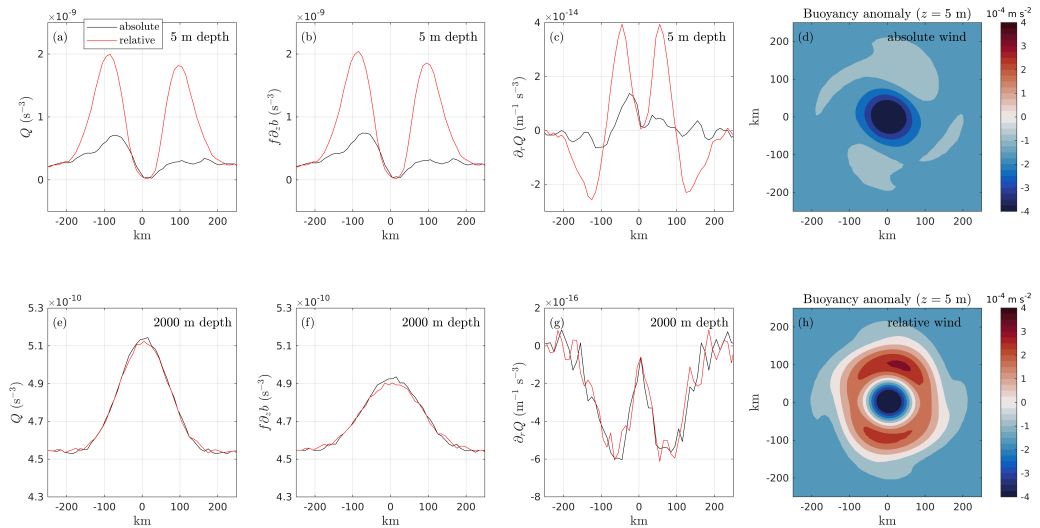 ×10⁻⁹
(a)
absolute
relative
5 m depth
2
1
0
Q (s⁻³)
-200 -100 0 100 200
km
×10⁻⁹
(b)
5 m depth
2
1
0
f∂zb (s⁻³)
-200 -100 0 100 200
km
×10⁻¹⁴
(c)
5 m depth
4
2
0
-2
∂rQ (m⁻¹ s⁻³)
-200 -100 0 100 200
km
Buoyancy anomaly (z = 5 m)
(d)
absolute wind
200
100
0
-100
-200
km
-200 -100 0 100 200
km
10⁻⁴ m s⁻²
4
3
2
1
0
-1
-2
-3
-4
×10⁻¹⁰
(e)
2000 m depth
5.3
5.1
4.9
4.7
4.5
4.3
Q (s⁻³)
-200 -100 0 100 200
km
×10⁻¹⁰
(f)
2000 m depth
5.3
5.1
4.9
4.7
4.5
4.3
f∂zb (s⁻³)
-200 -100 0 100 200
km
×10⁻¹⁶
(g)
2000 m depth
2
0
-2
-4
-6
-8
∂rQ (m⁻¹ s⁻³)
-200 -100 0 100 200
km
Buoyancy anomaly (z = 5 m)
(h)
relative wind
200
100
0
-100
-200
km
-200 -100 0 100 200
km
10⁻⁴ m s⁻²
4
3
2
1
0
-1
-2
-3
-4